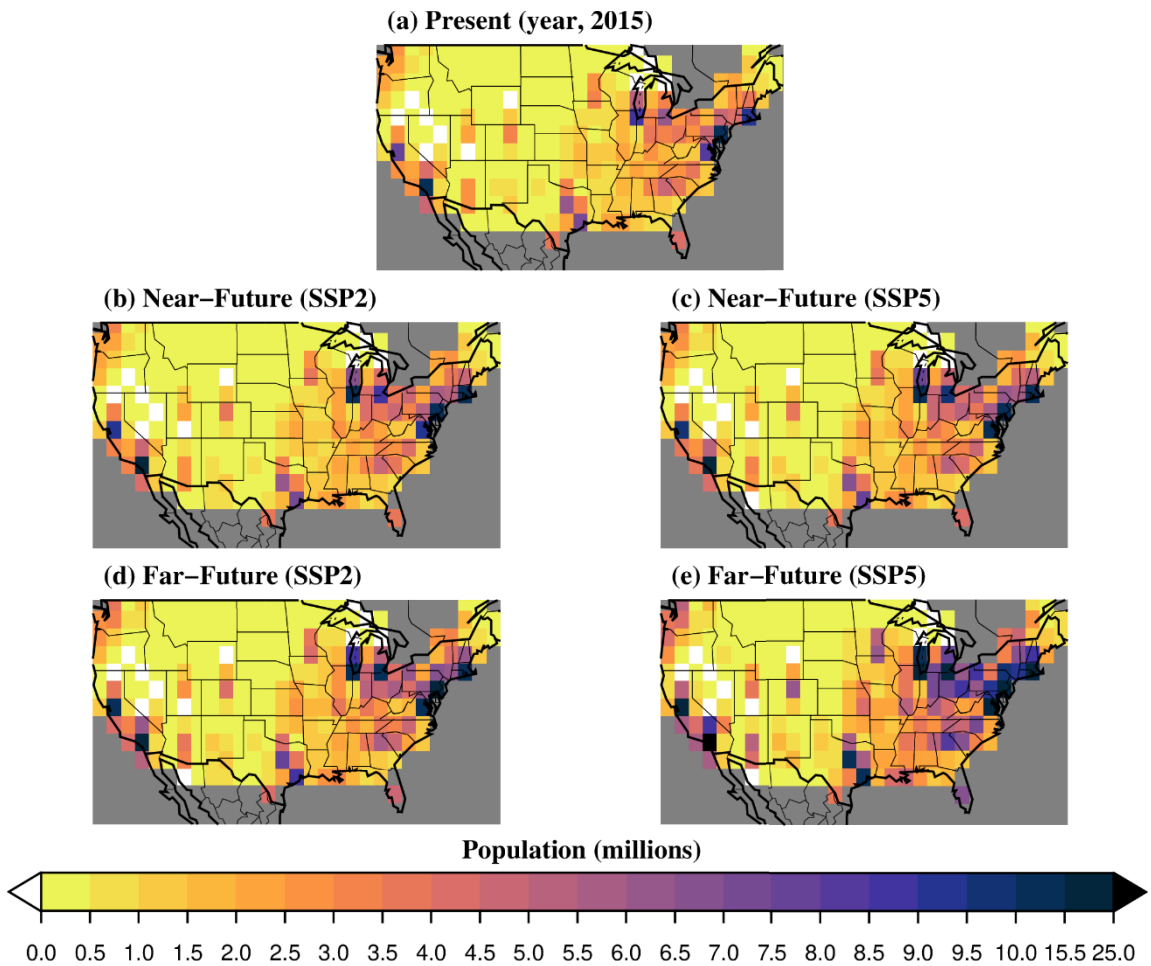 (a) Present (year, 2015)
(b) Near−Future (SSP2)
(c) Near−Future (SSP5)
(d) Far−Future (SSP2)
(e) Far−Future (SSP5)
Population (millions)
0.0 0.5 1.0 1.5 2.0 2.5 3.0 3.5 4.0 4.5 5.0 5.5 6.0 6.5 7.0 7.5 8.0 8.5 9.0 9.5 10.0 15.5 25.0